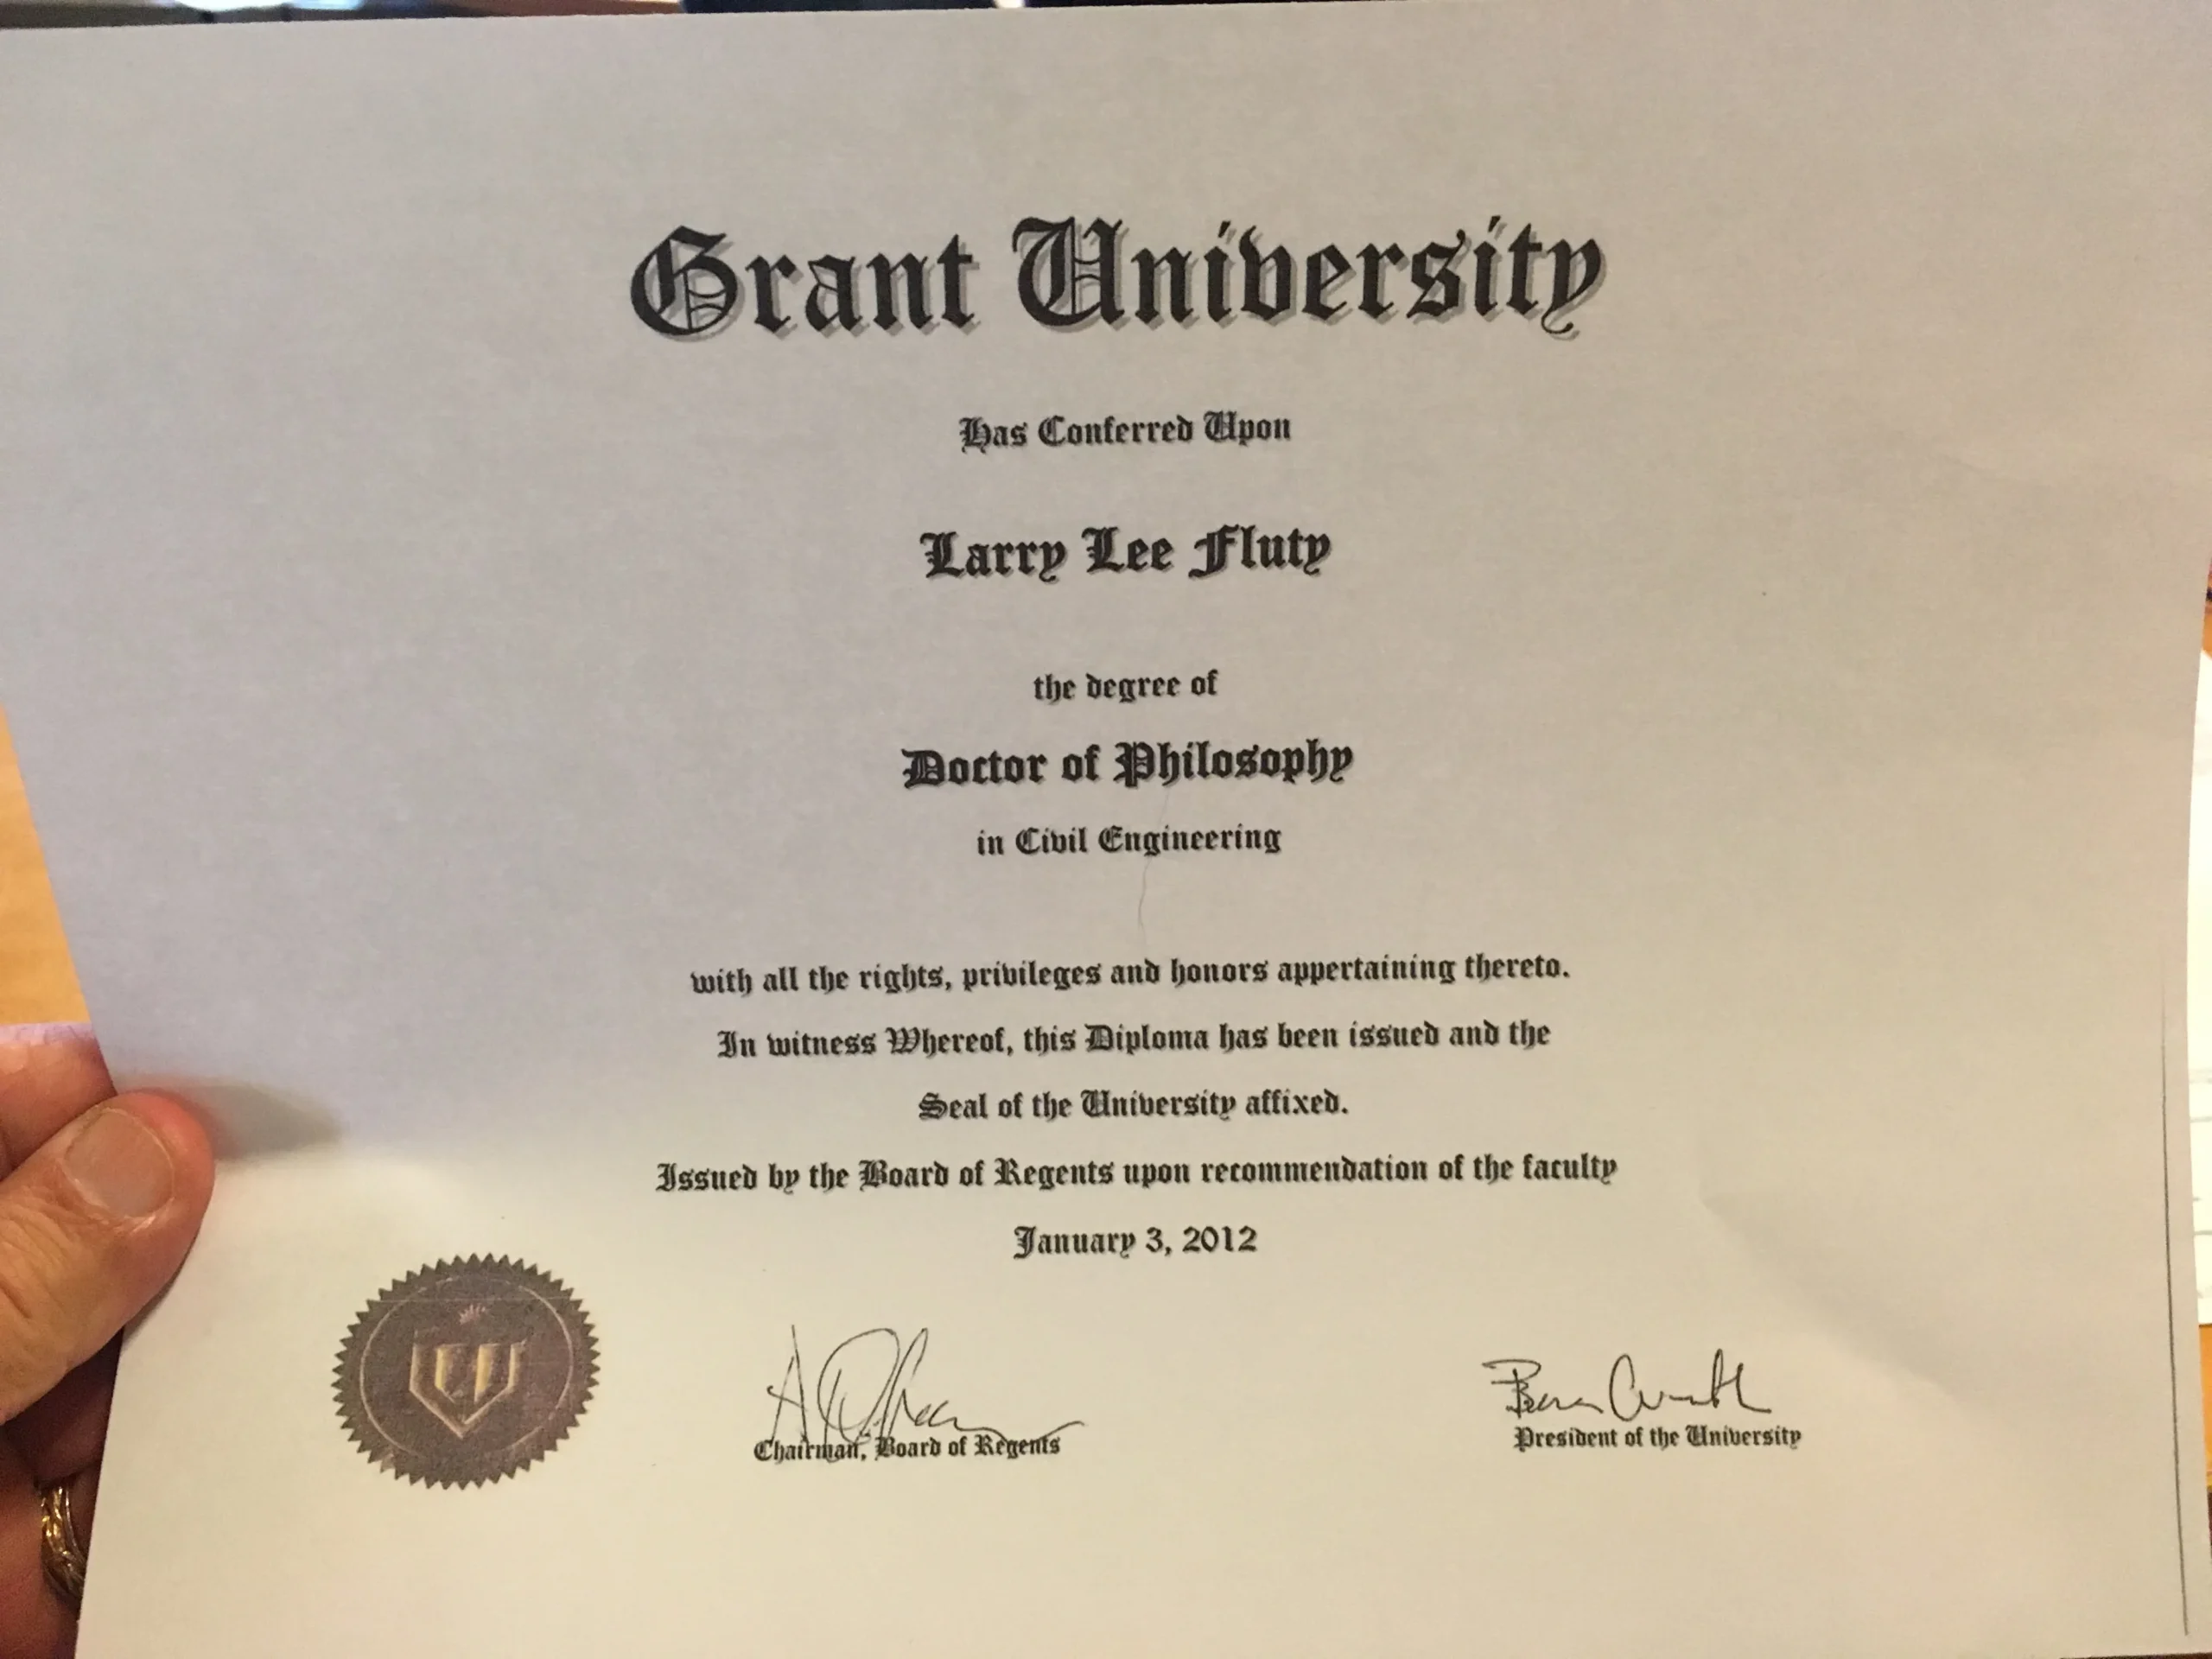 Grant University
Has Conferred Upon
Larry Lee Fluty
the degree of
Doctor of Philosophy
in Civil Engineering
with all the rights, privileges and honors appertaining thereto.
In witness Whereof, this Diploma has been issued and the
Seal of the University affixed.
Issued by the Board of Regents upon recommendation of the faculty
January 3, 2012
Chairman, Board of Regents
President of the University